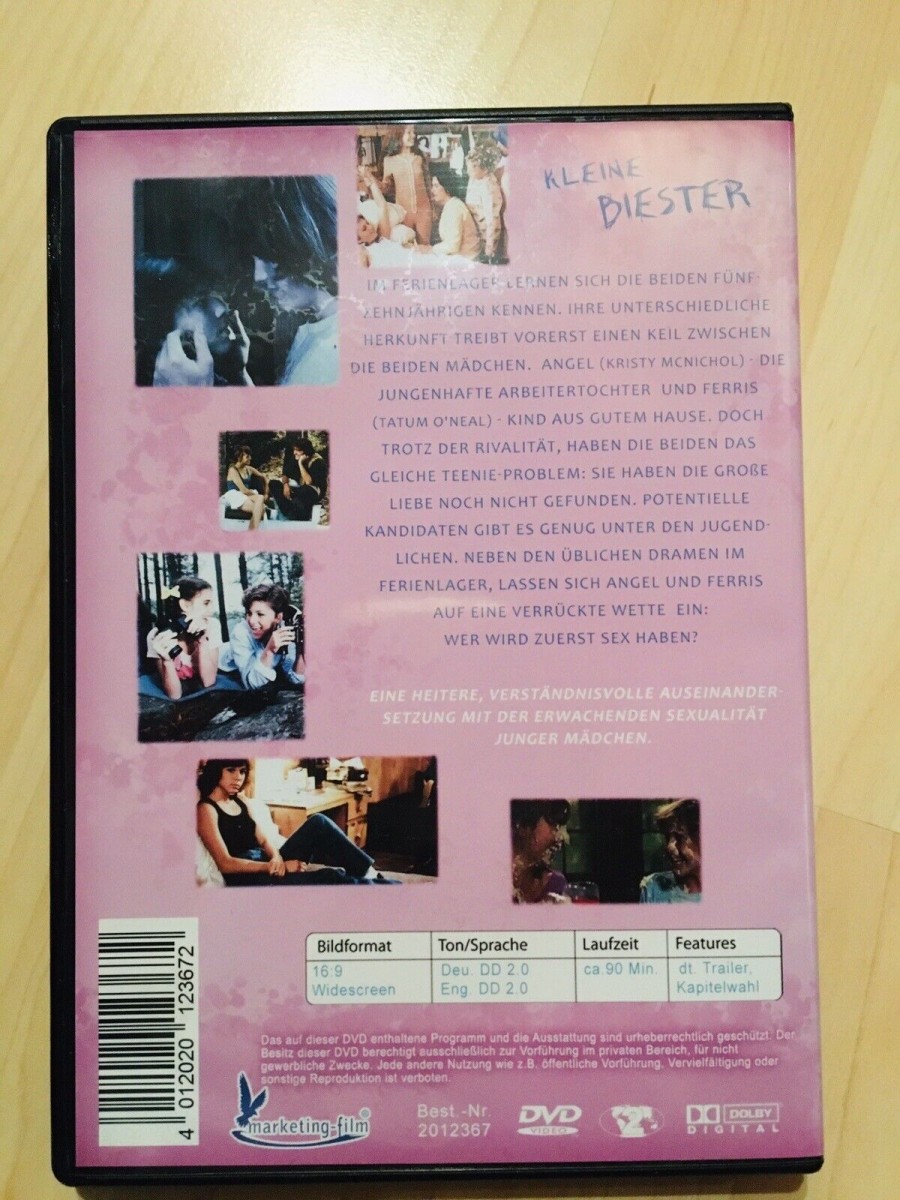 KLEINE
BIESTER
IM FERIENLAGER LERNEN SICH DIE BEIDEN FÜNF-
ZEHNJÄHRIGEN KENNEN. IHRE UNTERSCHIEDLICHE
HERKUNFT TREIBT VORERST EINEN KEIL ZWISCHEN
DIE BEIDEN MÄDCHEN. ANGEL (KRISTY MCNICHOL) - DIE
JUNGENHAFTE ARBEITERTOCHTER UND FERRIS
(TATUM O'NEAL) - KIND AUS GUTEM HAUSE. DOCH
TROTZ DER RIVALITÄT, HABEN DIE BEIDEN DAS
GLEICHE TEENIE-PROBLEM: SIE HABEN DIE GROßE
LIEBE NOCH NICHT GEFUNDEN. POTENTIELLE
KANDIDATEN GIBT ES GENUG UNTER DEN JUGEND-
LICHEN. NEBEN DEN ÜBLICHEN DRAMEN IM
FERIENLAGER, LASSEN SICH ANGEL UND FERRIS
AUF EINE VERRÜCKTE WETTE EIN:
WER WIRD ZUERST SEX HABEN?
EINE HEITERE, VERSTÄNDNISVOLLE AUSEINANDER-
SETZUNG MIT DER ERWACHENDEN SEXUALITÄT
JUNGER MÄDCHEN.
Bildformat Ton/Sprache Laufzeit Features
16:9 Deu. DD 2.0 ca.90 Min. dt. Trailer,
Widescreen Eng. DD 2.0 Kapitelwahl
Das auf dieser DVD enthaltene Programm und die Ausstattung sind urheberrechtlich geschützt. Der
Besitz dieser DVD berechtigt ausschließlich zur Vorführung im privaten Bereich, für nicht
gewerbliche Zwecke. Jede andere Nutzung wie z.B. öffentliche Vorführung. Vervielfältigung oder
sonstige Reproduktion ist verboten.
4 012020 123672
marketing-film®
Best.-Nr.
2012367
DVD
VIDEO
2
DOLBY
DIGITAL